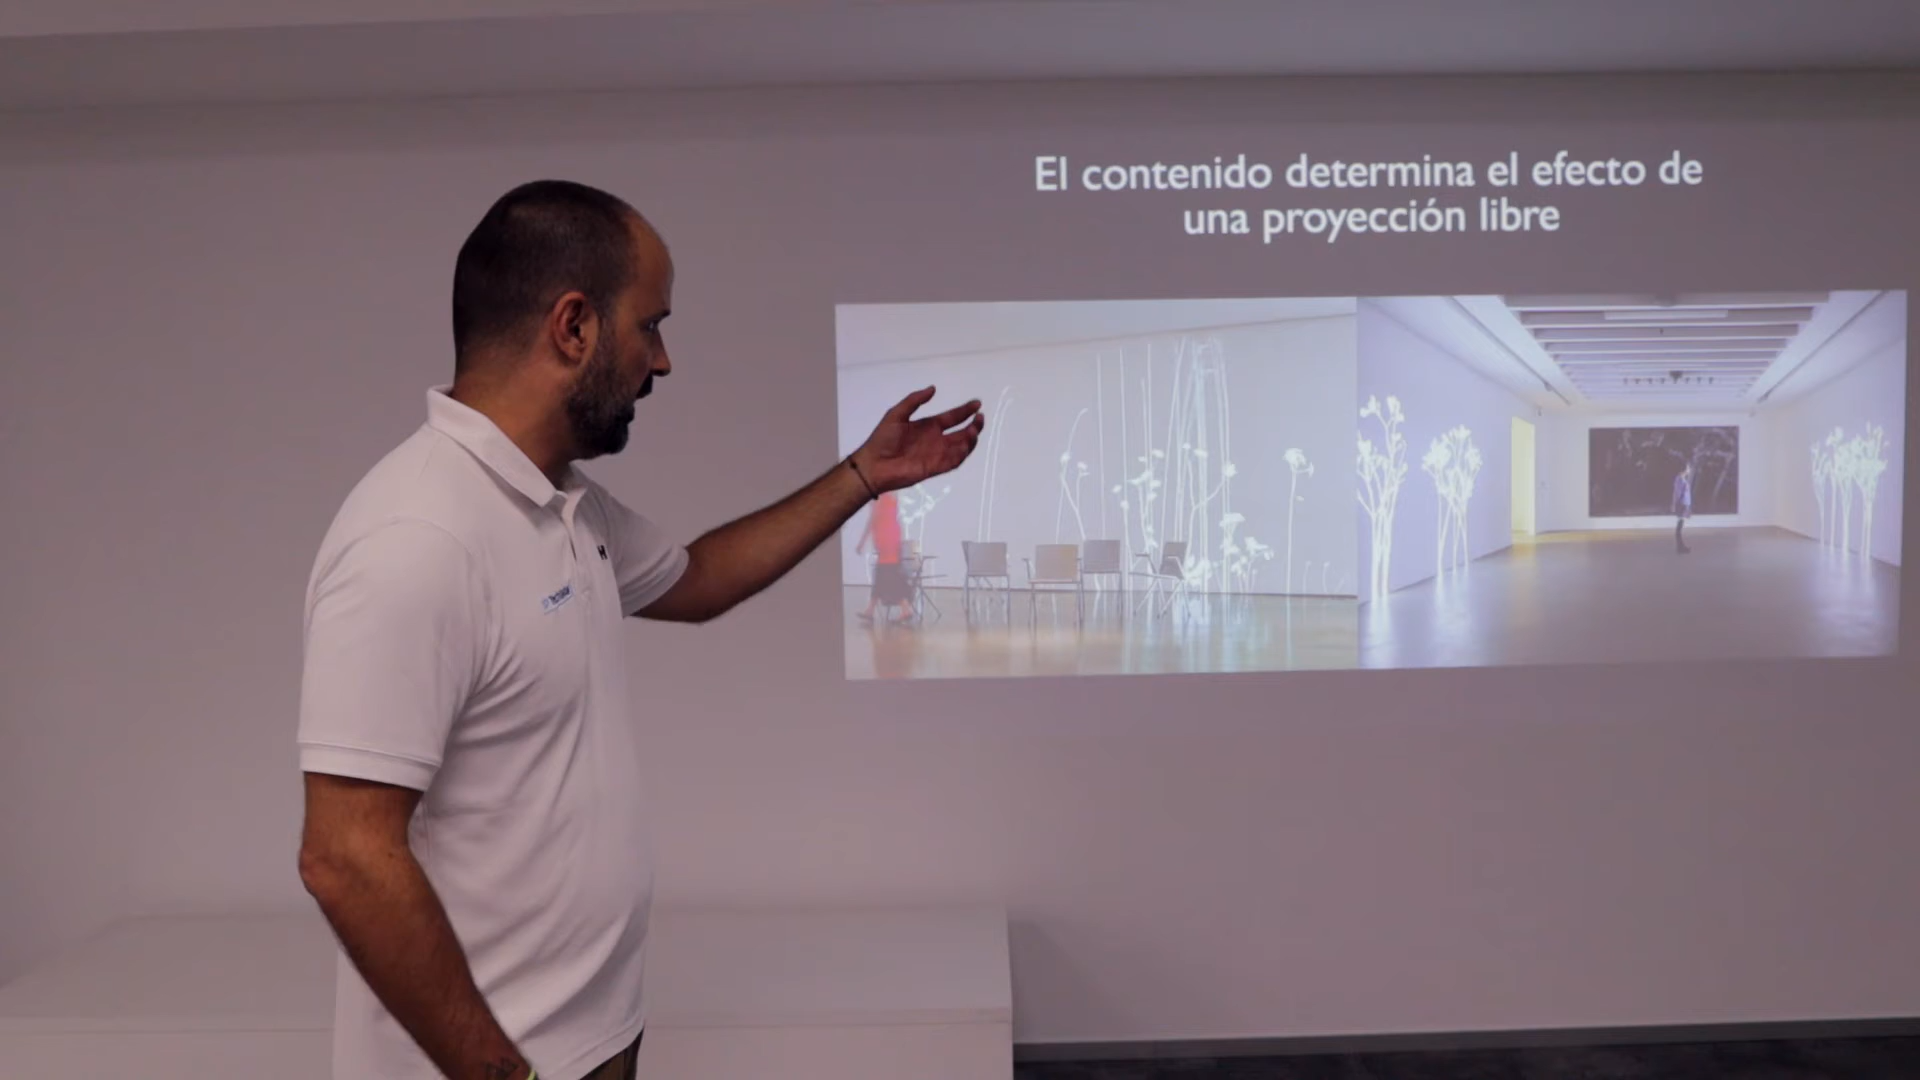 El contenido determina el efecto de
una proyección libre
H